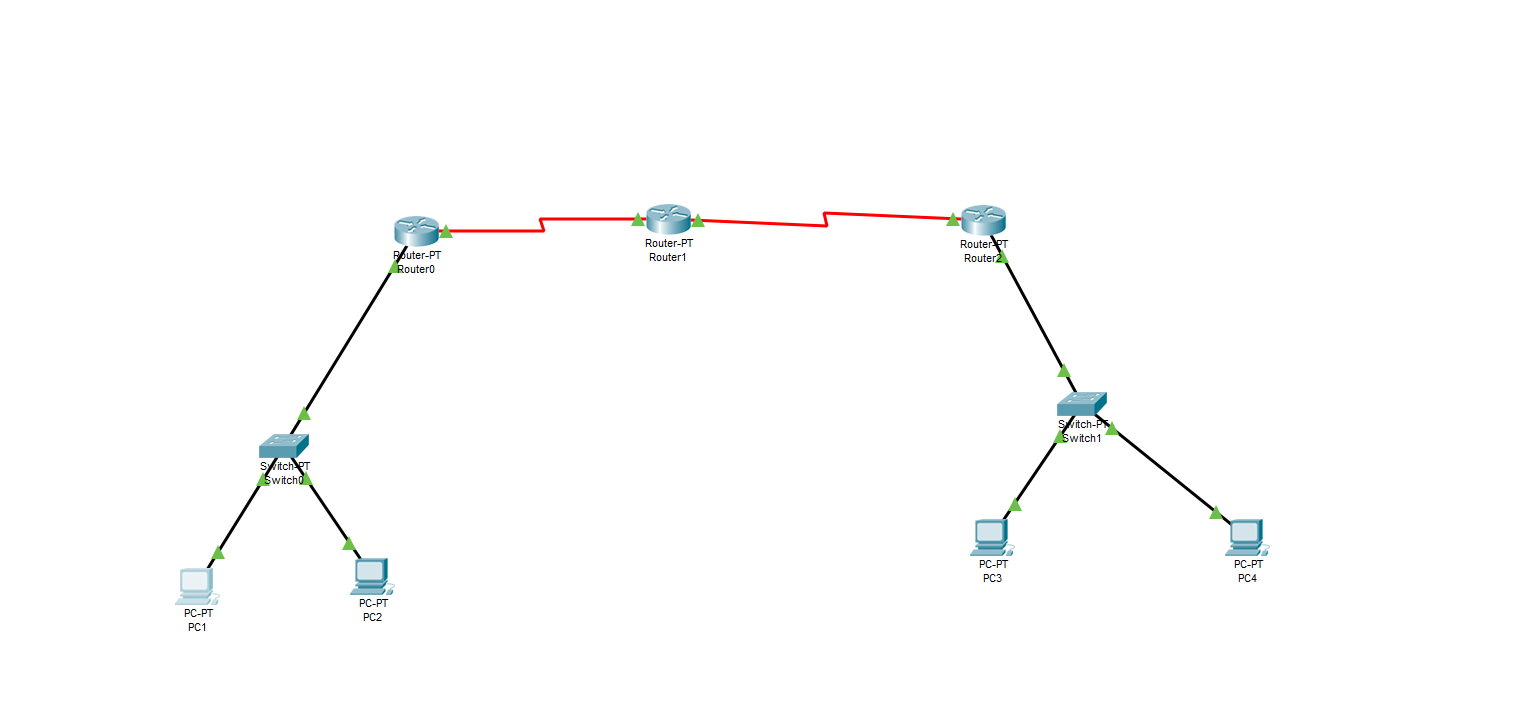 Router-PT
Router0
Router-PT
Router1
Router-PT
Router2
Switch-PT
Switch0
Switch-PT
Switch1
PC-PT
PC1
PC-PT
PC2
PC-PT
PC3
PC-PT
PC4